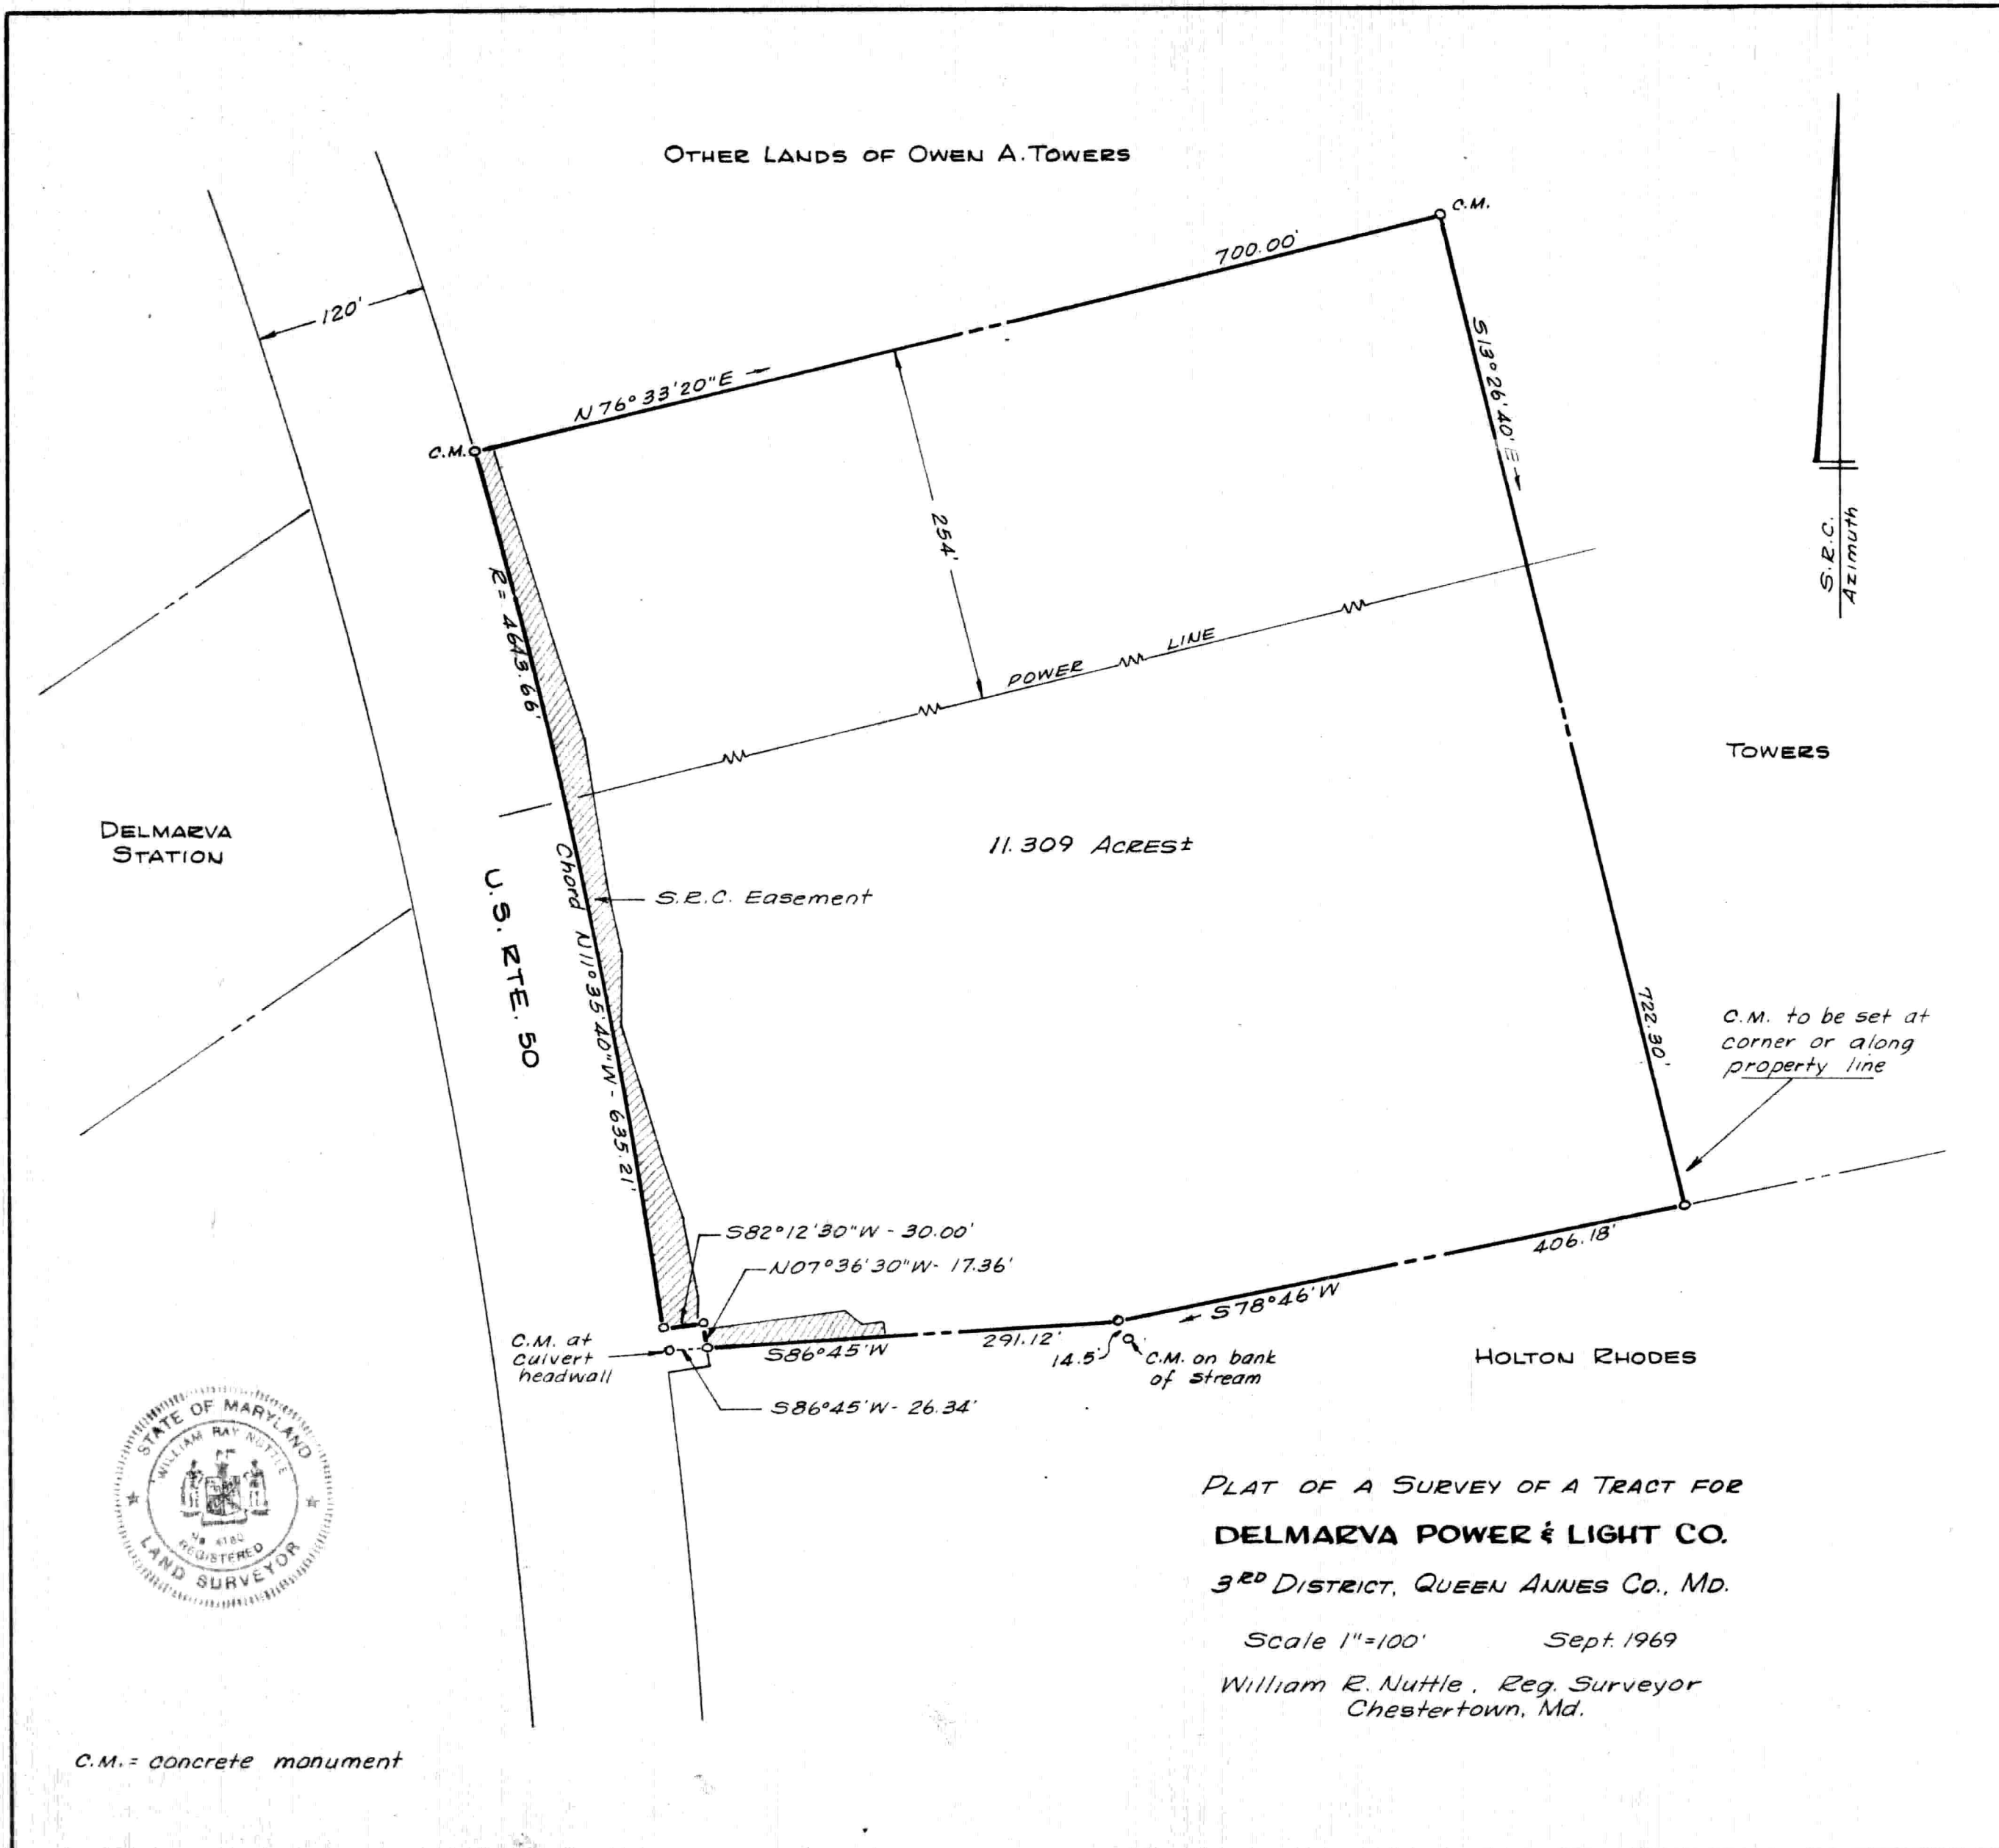 OTHER LANDS OF OWEN A. TOWERS
C.M.
700.00'
120'
N 76° 33' 20" E
S 13° 26' 40" E
C.M.
254'
R = 4643.66'
S.R.C.
Azimuth
POWER LINE
TOWERS
DELMARVA
STATION
11.309 ACRES±
Chord N11° 35' 40" W - 635.21'
S.R.C. Easement
U.S. RTE. 50
722.30'
C.M. to be set at
corner or along
property line
S82°12'30"W - 30.00'
N07°36'30"W - 17.36'
406.18'
S78°46'W
C.M. at
culvert
headwall
S86°45'W
291.12'
14.5'
C.M. on bank
of stream
HOLTON RHODES
S86°45'W - 26.34'
STATE OF MARYLAND
WILLIAM RAY NUTTLE
REGISTERED
LAND SURVEYOR
PLAT OF A SURVEY OF A TRACT FOR
DELMARVA POWER & LIGHT CO.
3RD DISTRICT, QUEEN ANNES CO., MD.
Scale 1"=100' Sept. 1969
William R. Nuttle, Reg. Surveyor
Chestertown, Md.
C.M. = concrete monument